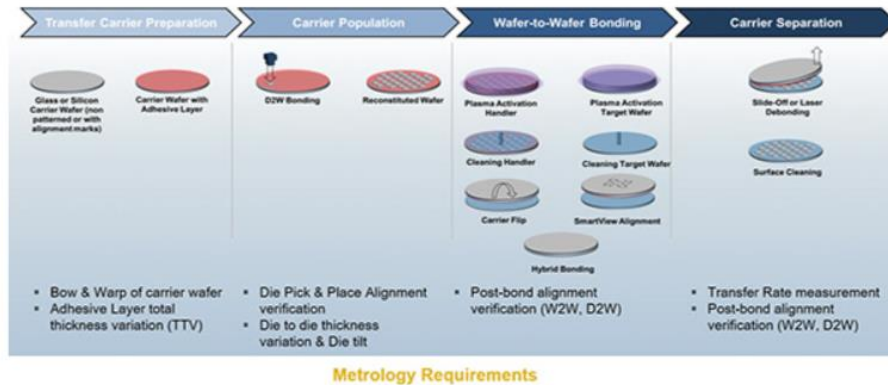 Transfer Carrier Preparation
Carrier Population
Wafer-to-Wafer Bonding
Carrier Separation
Glass or Silicon
Carrier Wafer (non
patterned or with
alignment marks)
Carrier Wafer with
Adhesive Layer
D2W Bonding
Reconstituted Wafer
Plasma Activation
Handler
Plasma Activation
Target Wafer
Cleaning Handler
Cleaning Target Wafer
Carrier Flip
SmartView Alignment
Hybrid Bonding
Slide-Off or Laser
Debonding
Surface Cleaning
▪ Bow & Warp of carrier wafer
▪ Adhesive Layer total
thickness variation (TTV)
▪ Die Pick & Place Alignment
verification
▪ Die to die thickness
variation & Die tilt
▪ Post-bond alignment
verification (W2W, D2W)
▪ Transfer Rate measurement
▪ Post-bond alignment
verification (W2W, D2W)
Metrology Requirements